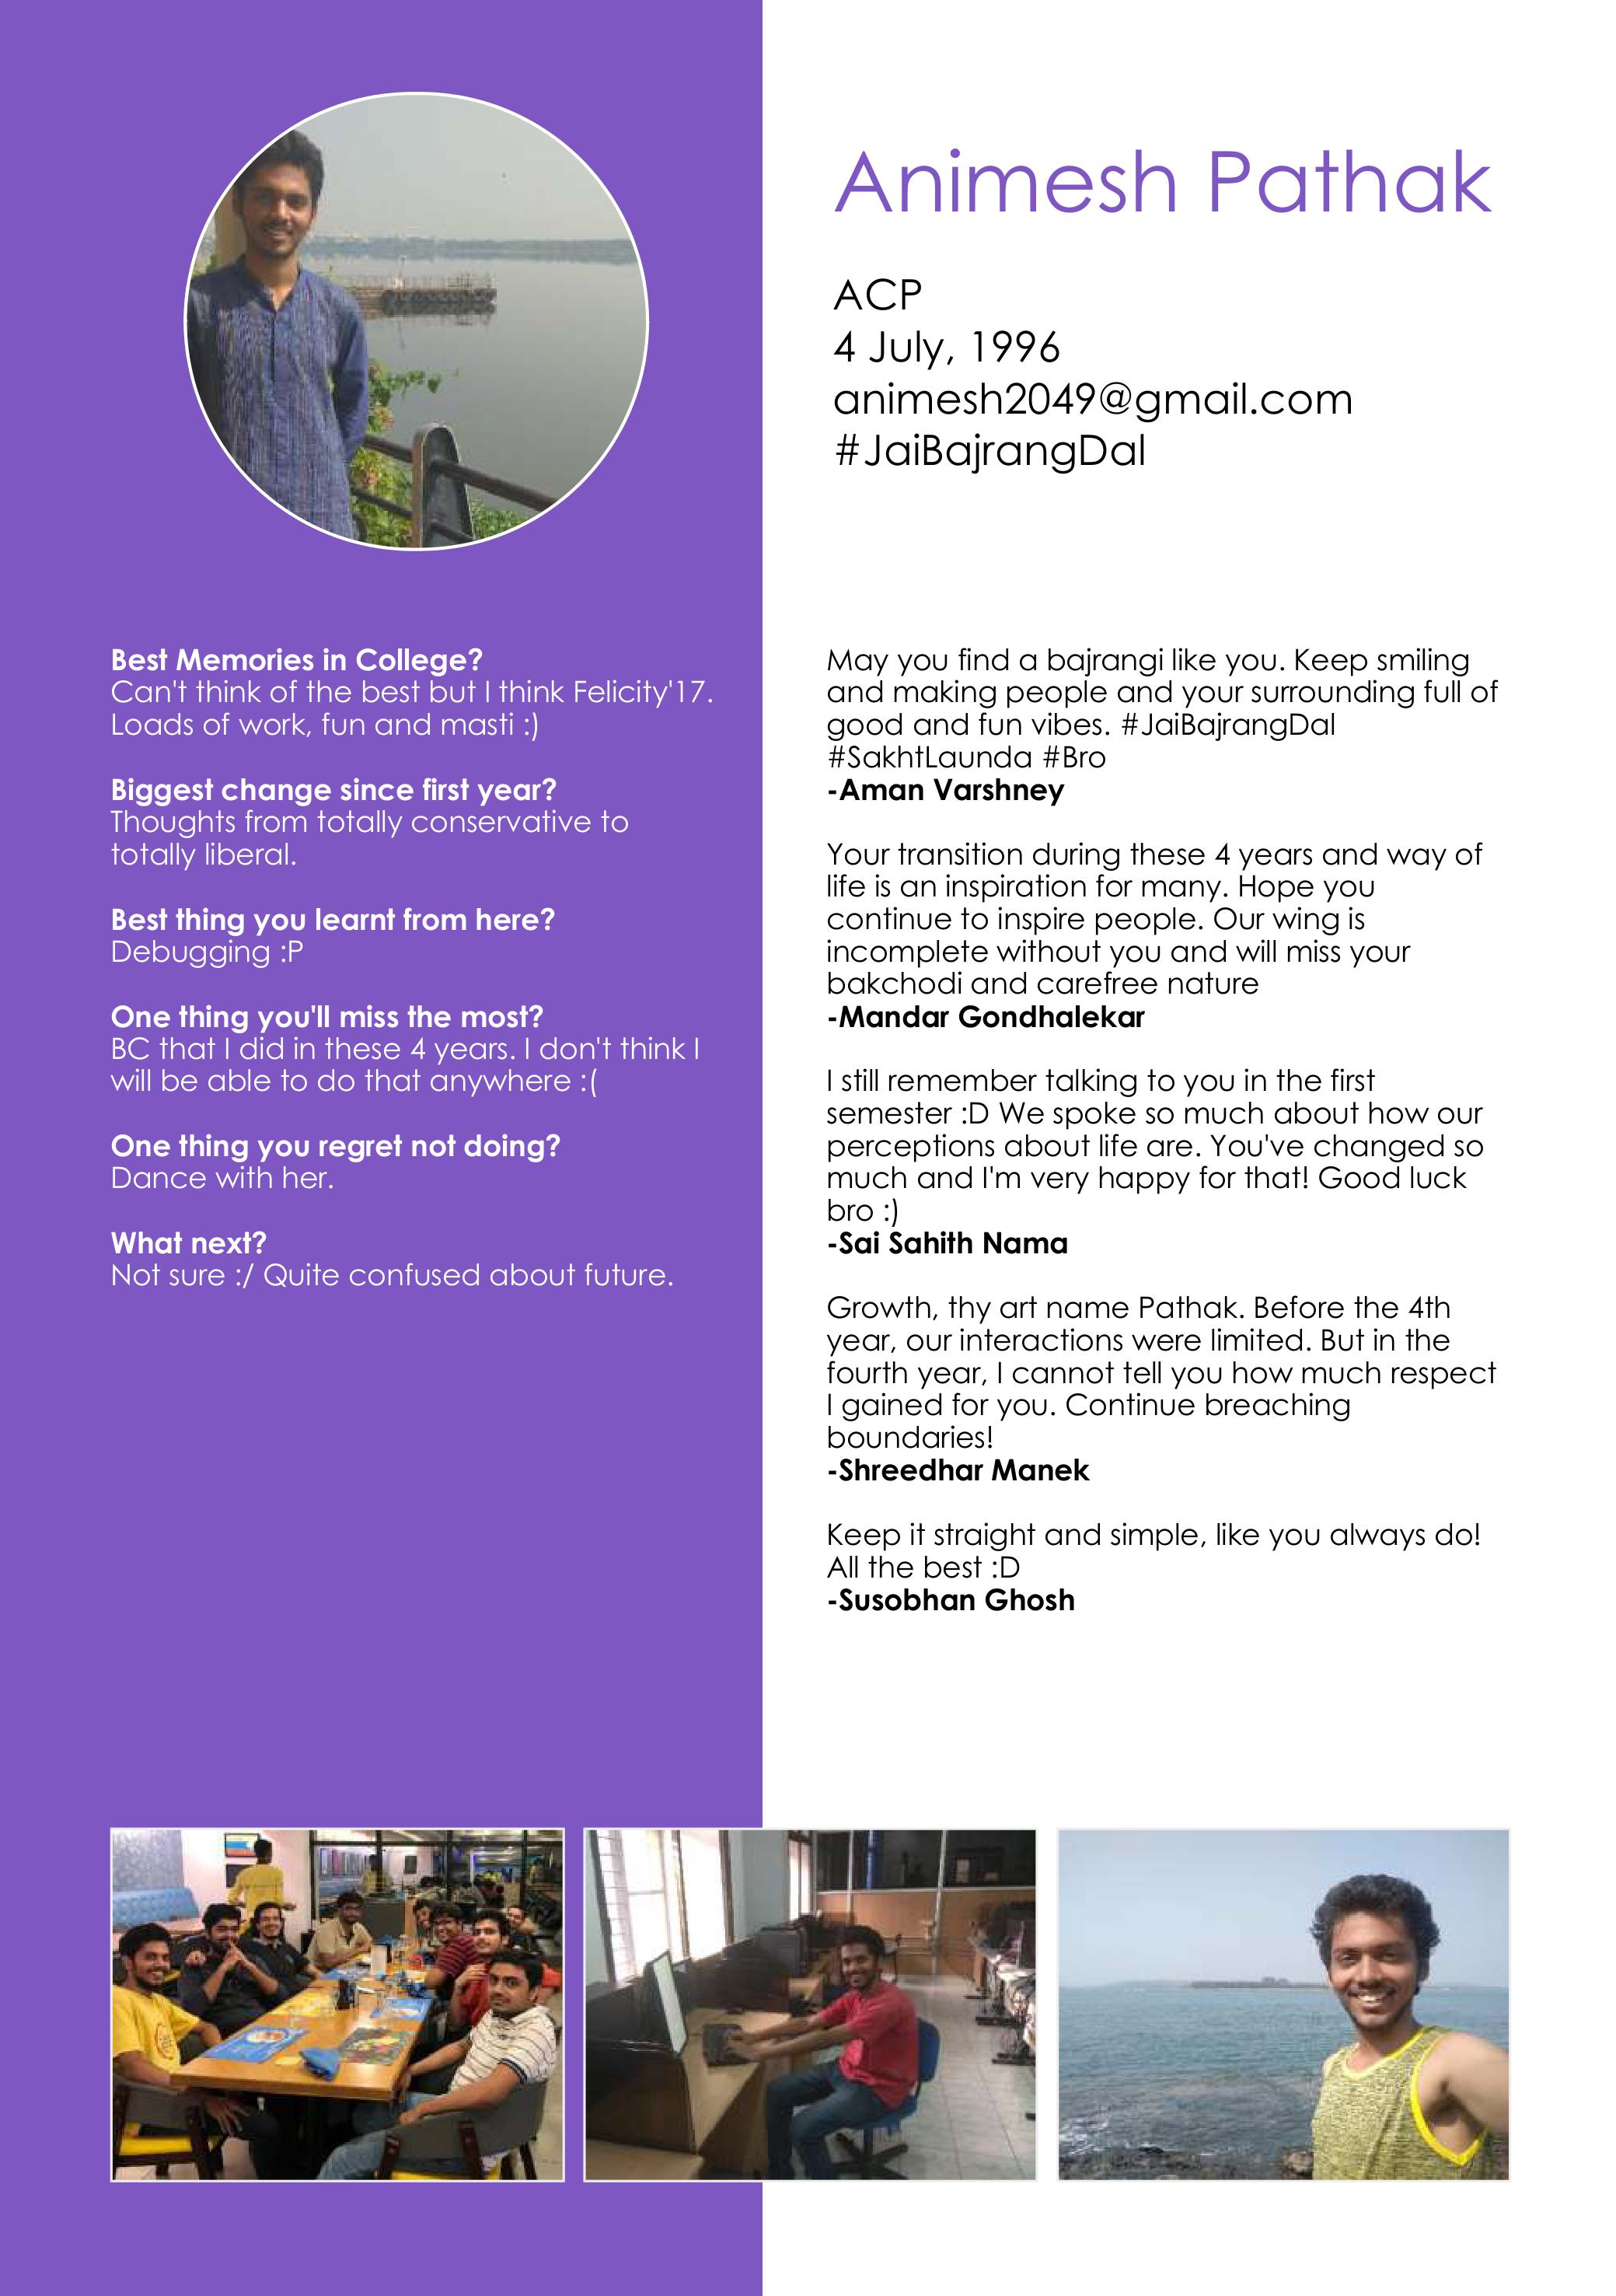 Animesh Pathak
ACP
4 July, 1996
animesh2049@gmail.com
#JaiBajrangDal
Best Memories in College?
Can't think of the best but I think Felicity'17.
Loads of work, fun and masti :)
Biggest change since first year?
Thoughts from totally conservative to
totally liberal.
Best thing you learnt from here?
Debugging :P
One thing you'll miss the most?
BC that I did in these 4 years. I don't think I
will be able to do that anywhere :(
One thing you regret not doing?
Dance with her.
What next?
Not sure :/ Quite confused about future.
May you find a bajrangi like you. Keep smiling
and making people and your surrounding full of
good and fun vibes. #JaiBajrangDal
#SakhtLaunda #Bro
-Aman Varshney
Your transition during these 4 years and way of
life is an inspiration for many. Hope you
continue to inspire people. Our wing is
incomplete without you and will miss your
bakchodi and carefree nature
-Mandar Gondhalekar
I still remember talking to you in the first
semester :D We spoke so much about how our
perceptions about life are. You've changed so
much and I'm very happy for that! Good luck
bro :)
-Sai Sahith Nama
Growth, thy art name Pathak. Before the 4th
year, our interactions were limited. But in the
fourth year, I cannot tell you how much respect
I gained for you. Continue breaching
boundaries!
-Shreedhar Manek
Keep it straight and simple, like you always do!
All the best :D
-Susobhan Ghosh